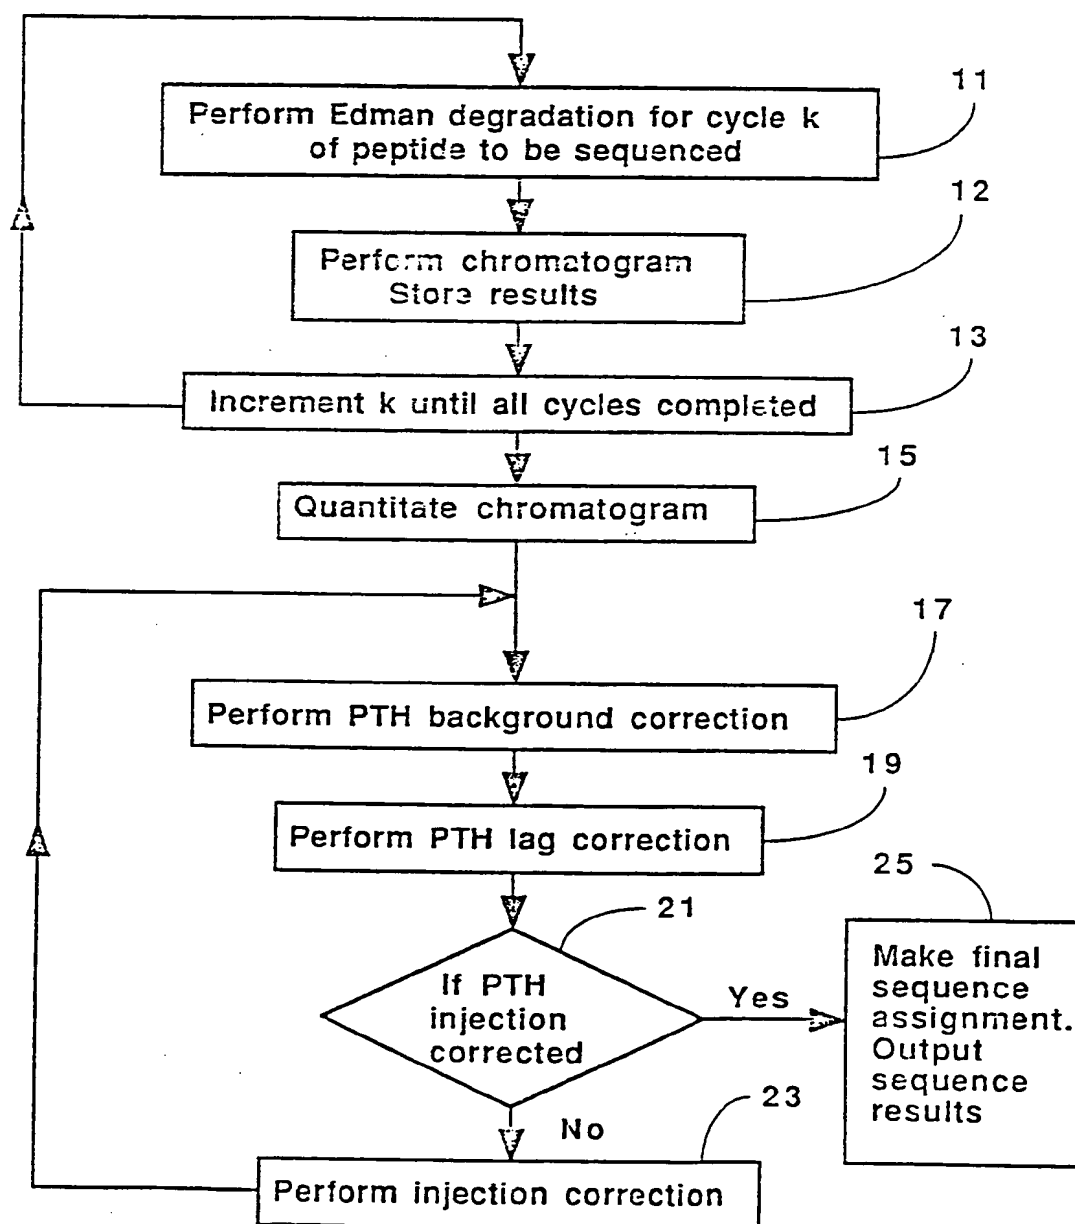 11
Perform Edman degradation for cycle k
of peptide to be sequenced
12
Perform chromatogram
Store results
13
Increment k until all cycles completed
15
Quantitate chromatogram
17
Perform PTH background correction
19
Perform PTH lag correction
21
25
If PTH
injection
corrected
Yes
Make final
sequence
assignment.
Output
sequence
results
No
23
Perform injection correction